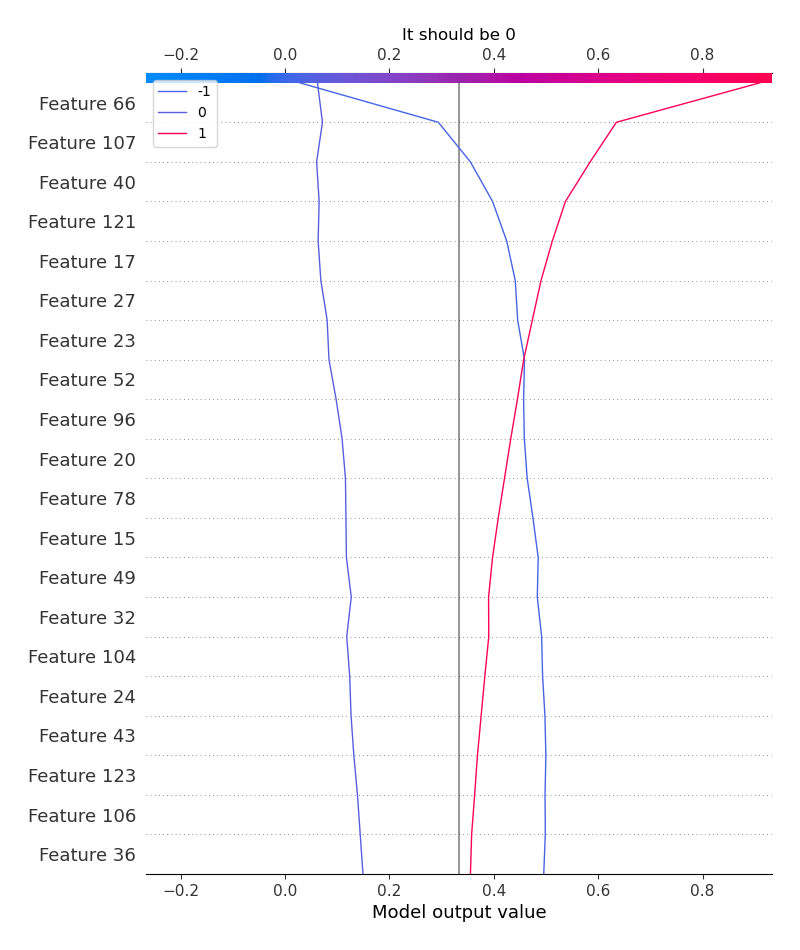 It should be 0
−0.2 0.0 0.2 0.4 0.6 0.8
-1
0
1
Feature 66
Feature 107
Feature 40
Feature 121
Feature 17
Feature 27
Feature 23
Feature 52
Feature 96
Feature 20
Feature 78
Feature 15
Feature 49
Feature 32
Feature 104
Feature 24
Feature 43
Feature 123
Feature 106
Feature 36
−0.2 0.0 0.2 0.4 0.6 0.8
Model output value